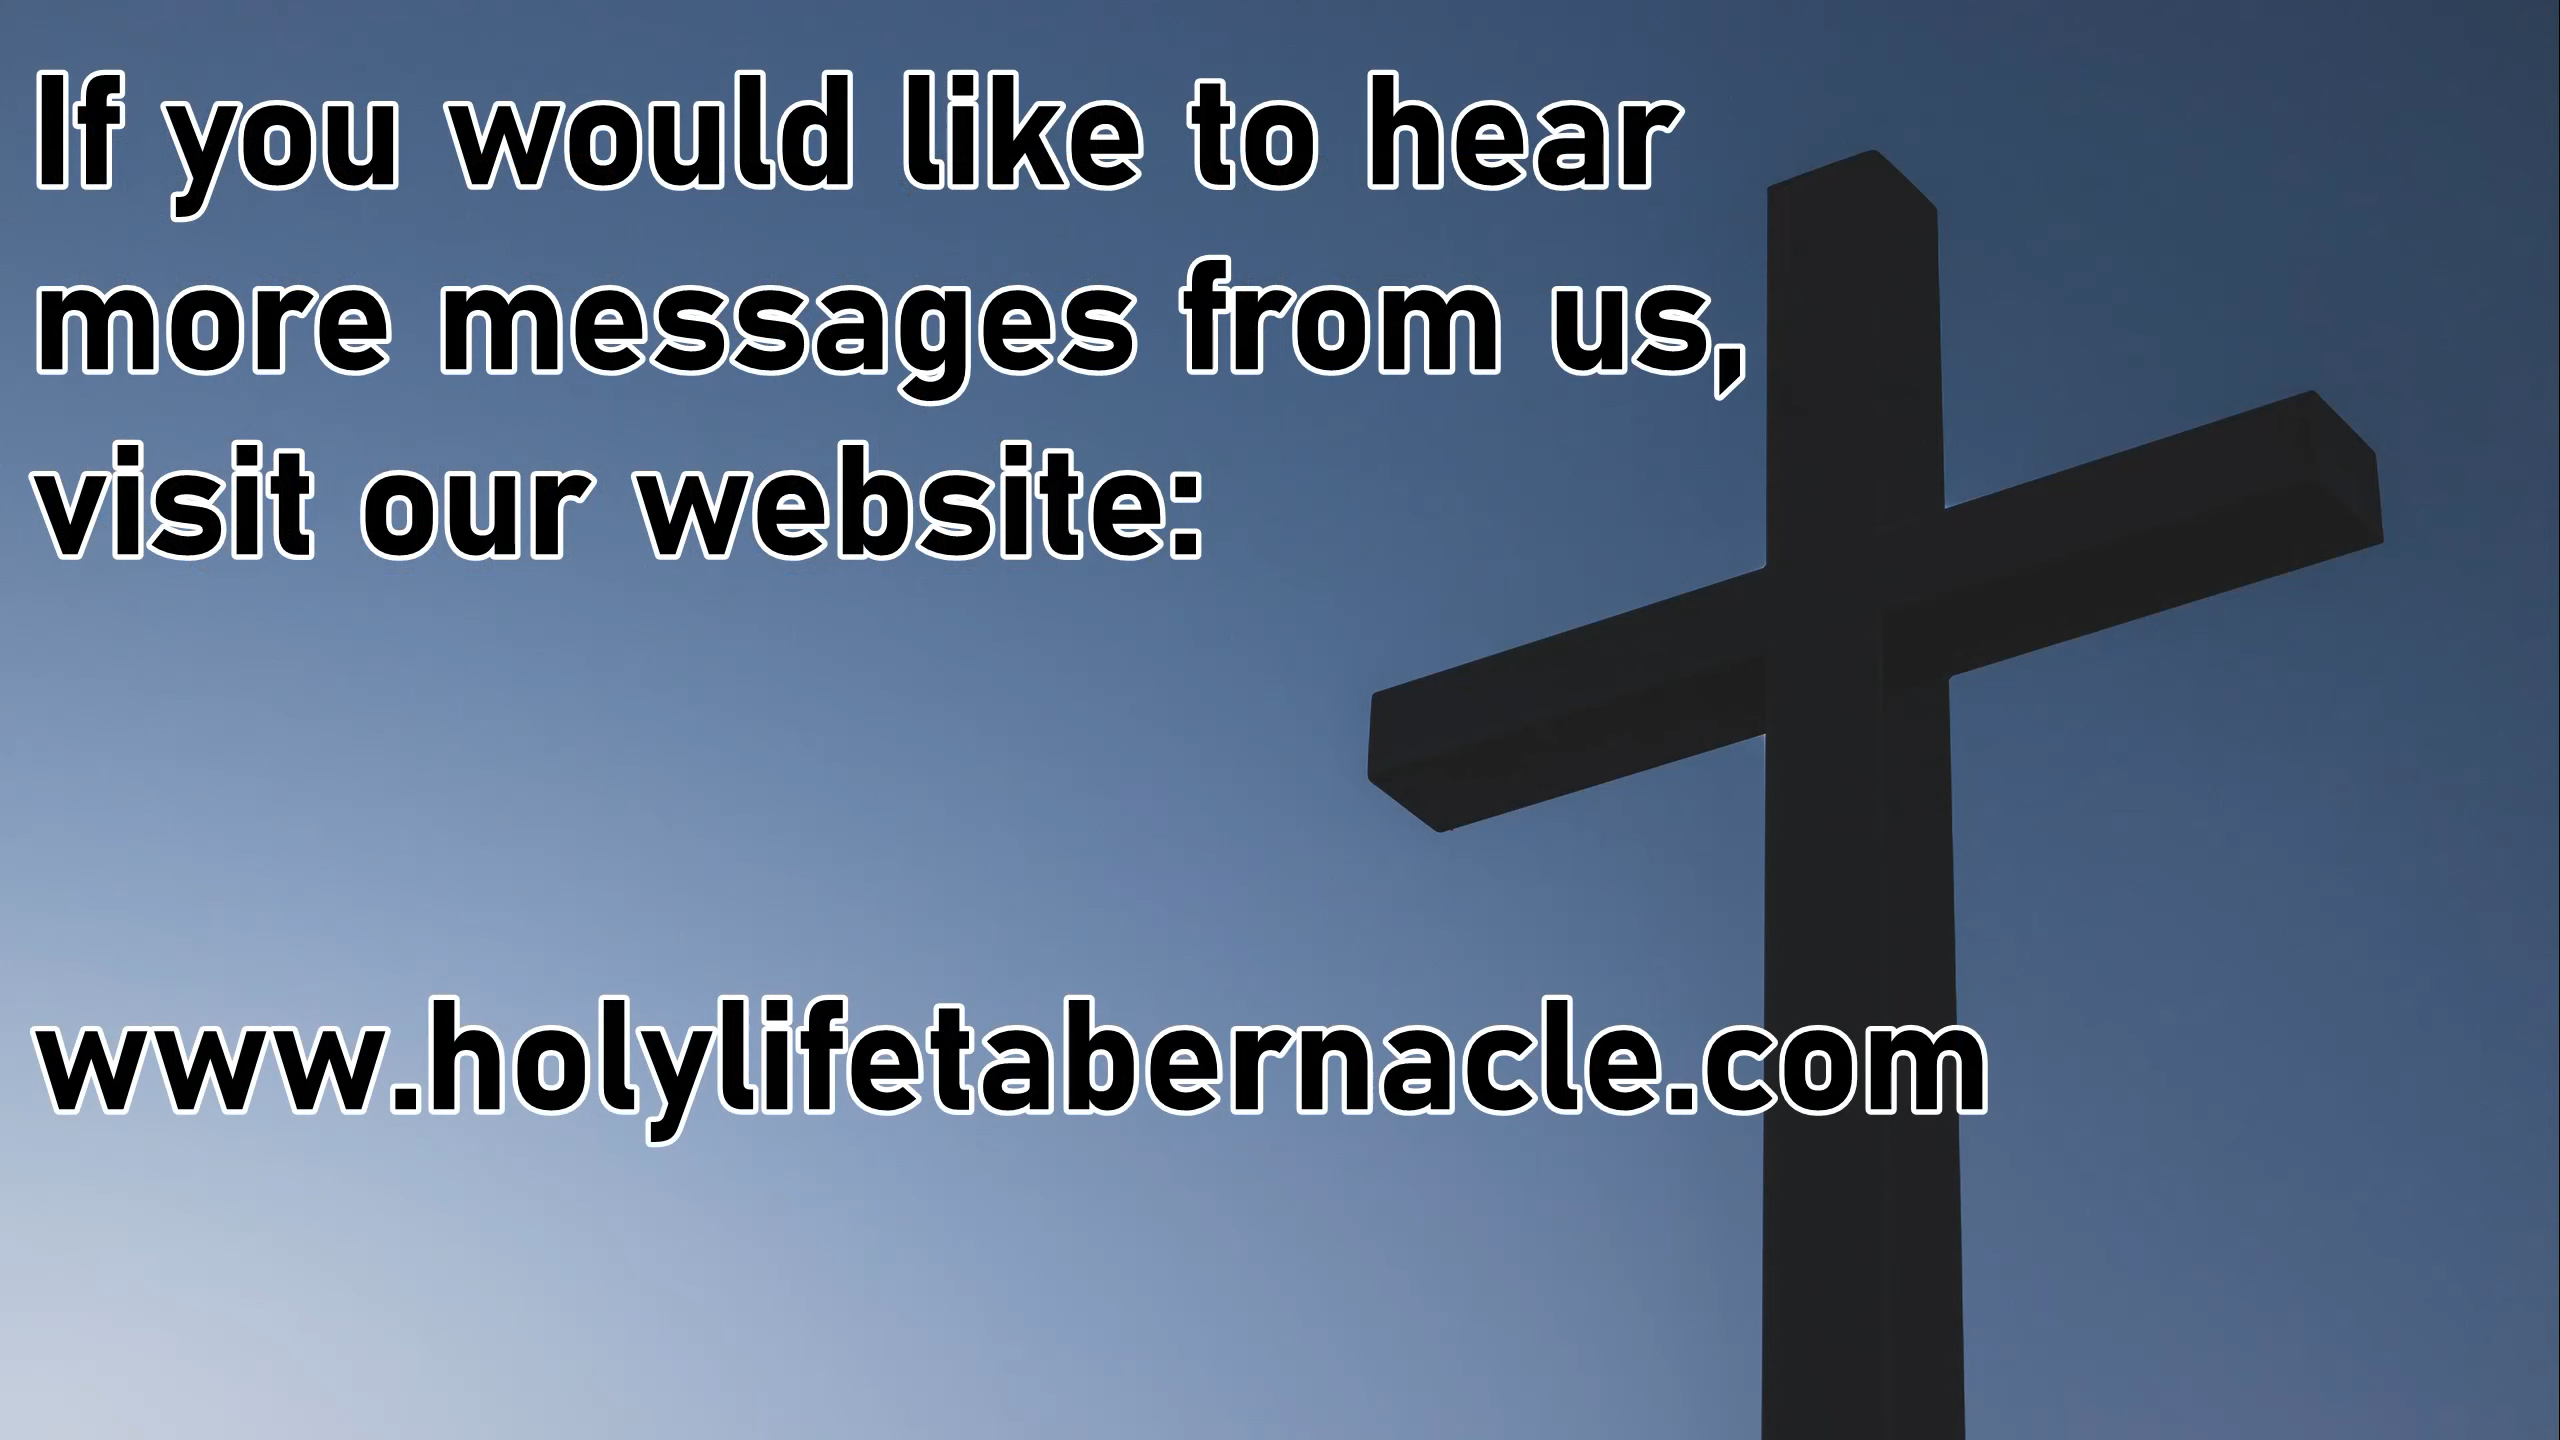 If you would like to hear
more messages from us,
visit our website:
www.holylifetabernacle.com